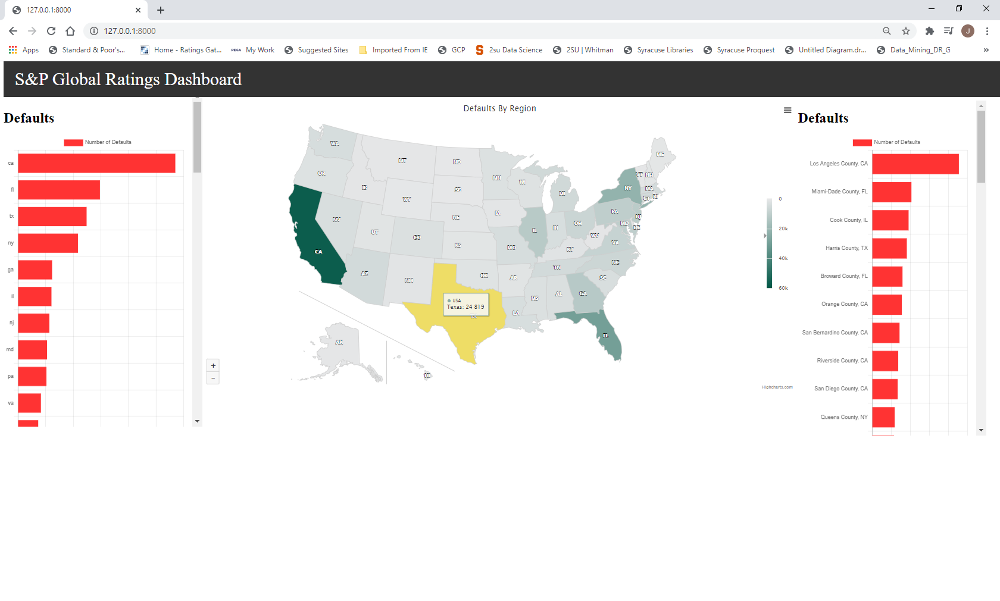 127.0.0.1:8000
127.0.0.1:8000
J
Apps
Standard & Poor's...
Home - Ratings Gat...
PEGA My Work
Suggested Sites
Imported From IE
GCP
S 2su Data Science
2SU | Whitman
Syracuse Libraries
Syracuse Proquest
Untitled Diagram.dr...
Data_Mining_DR_G
»
S&P Global Ratings Dashboard
Defaults
Number of Defaults
ca
fl
tx
ny
ga
il
nj
md
pa
va
Defaults By Region
WA
MT
ND
ME
OR
ID
MN
WI
VT
NH
SD
WY
MI
NY
MA
CT
RI
NV
UT
NE
IA
PA
NJ
CO
IL
IN
OH
MD
DE
WV
CA
KS
MO
KY
VA
AZ
NM
OK
AR
TN
NC
SC
MS
AL
GA
LA
TX
FL
AK
HI
USA
Texas: 24 819
0
20k
40k
60k
+
−
Highcharts.com
Defaults
Number of Defaults
Los Angeles County, CA
Miami-Dade County, FL
Cook County, IL
Harris County, TX
Broward County, FL
Orange County, CA
San Bernardino County, CA
Riverside County, CA
San Diego County, CA
Queens County, NY